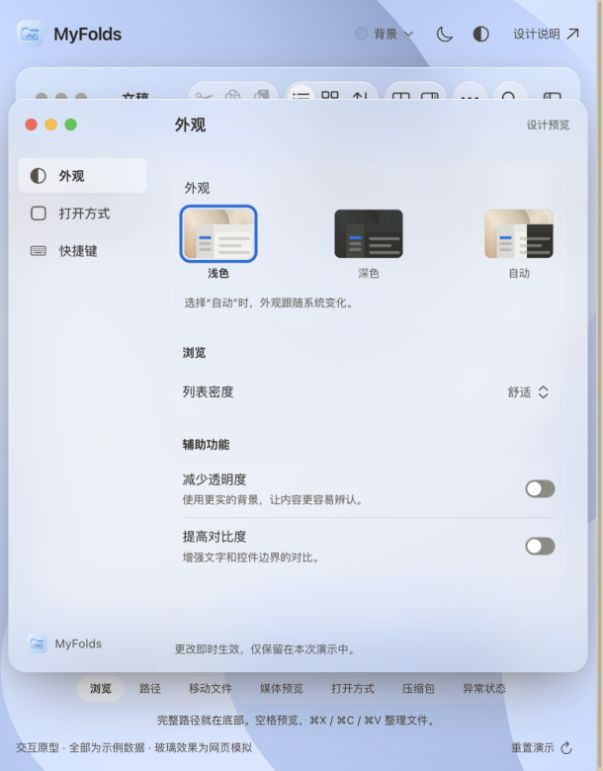 MyFolds
背景
设计说明
文稿
外观
设计预览
外观
打开方式
快捷键
外观
浅色
深色
自动
选择“自动”时，外观跟随系统变化。
浏览
列表密度
舒适
辅助功能
减少透明度
使用更实的背景，让内容更容易辨认。
提高对比度
增强文字和控件边界的对比。
MyFolds
更改即时生效，仅保留在本次演示中。
浏览 路径 移动文件 媒体预览 打开方式 压缩包 异常状态
完整路径就在底部。空格预览，⌘X / ⌘C / ⌘V 整理文件。
交互原型 · 全部为示例数据 · 玻璃效果为网页模拟
重置演示